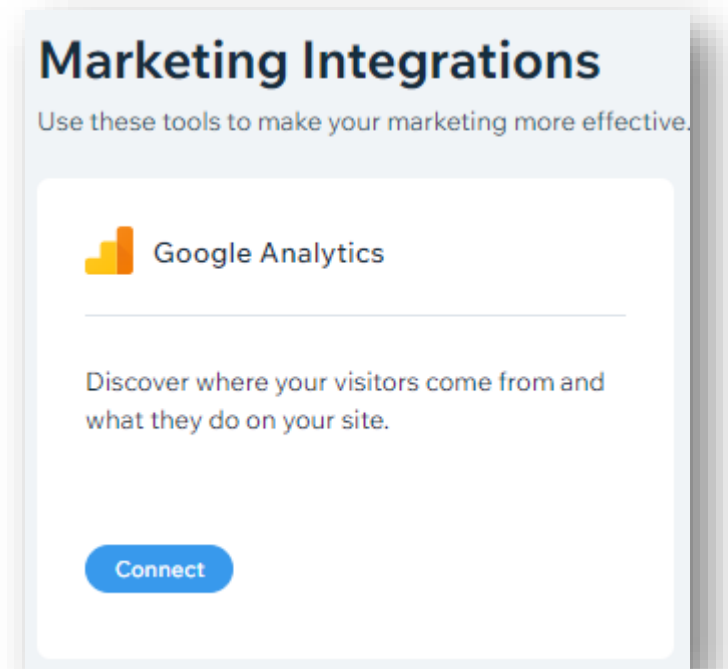 Marketing Integrations
Use these tools to make your marketing more effective.
Google Analytics
Discover where your visitors come from and
what they do on your site.
Connect